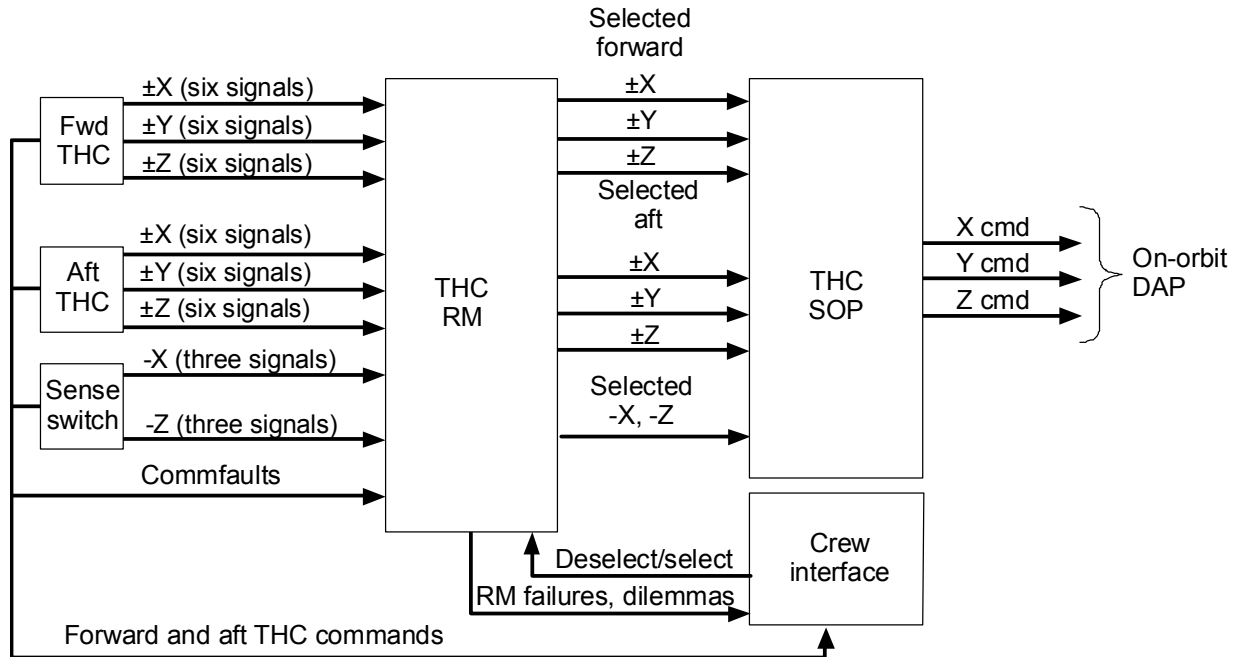 Selected
forward
Fwd
THC
±X (six signals)
±Y (six signals)
±Z (six signals)
±X
±Y
±Z
Selected
aft
Aft
THC
±X (six signals)
±Y (six signals)
±Z (six signals)
THC
RM
±X
±Y
±Z
THC
SOP
X cmd
Y cmd
Z cmd
On-orbit
DAP
Sense
switch
-X (three signals)
-Z (three signals)
Selected
-X, -Z
Commfaults
Deselect/select
RM failures, dilemmas
Crew
interface
Forward and aft THC commands